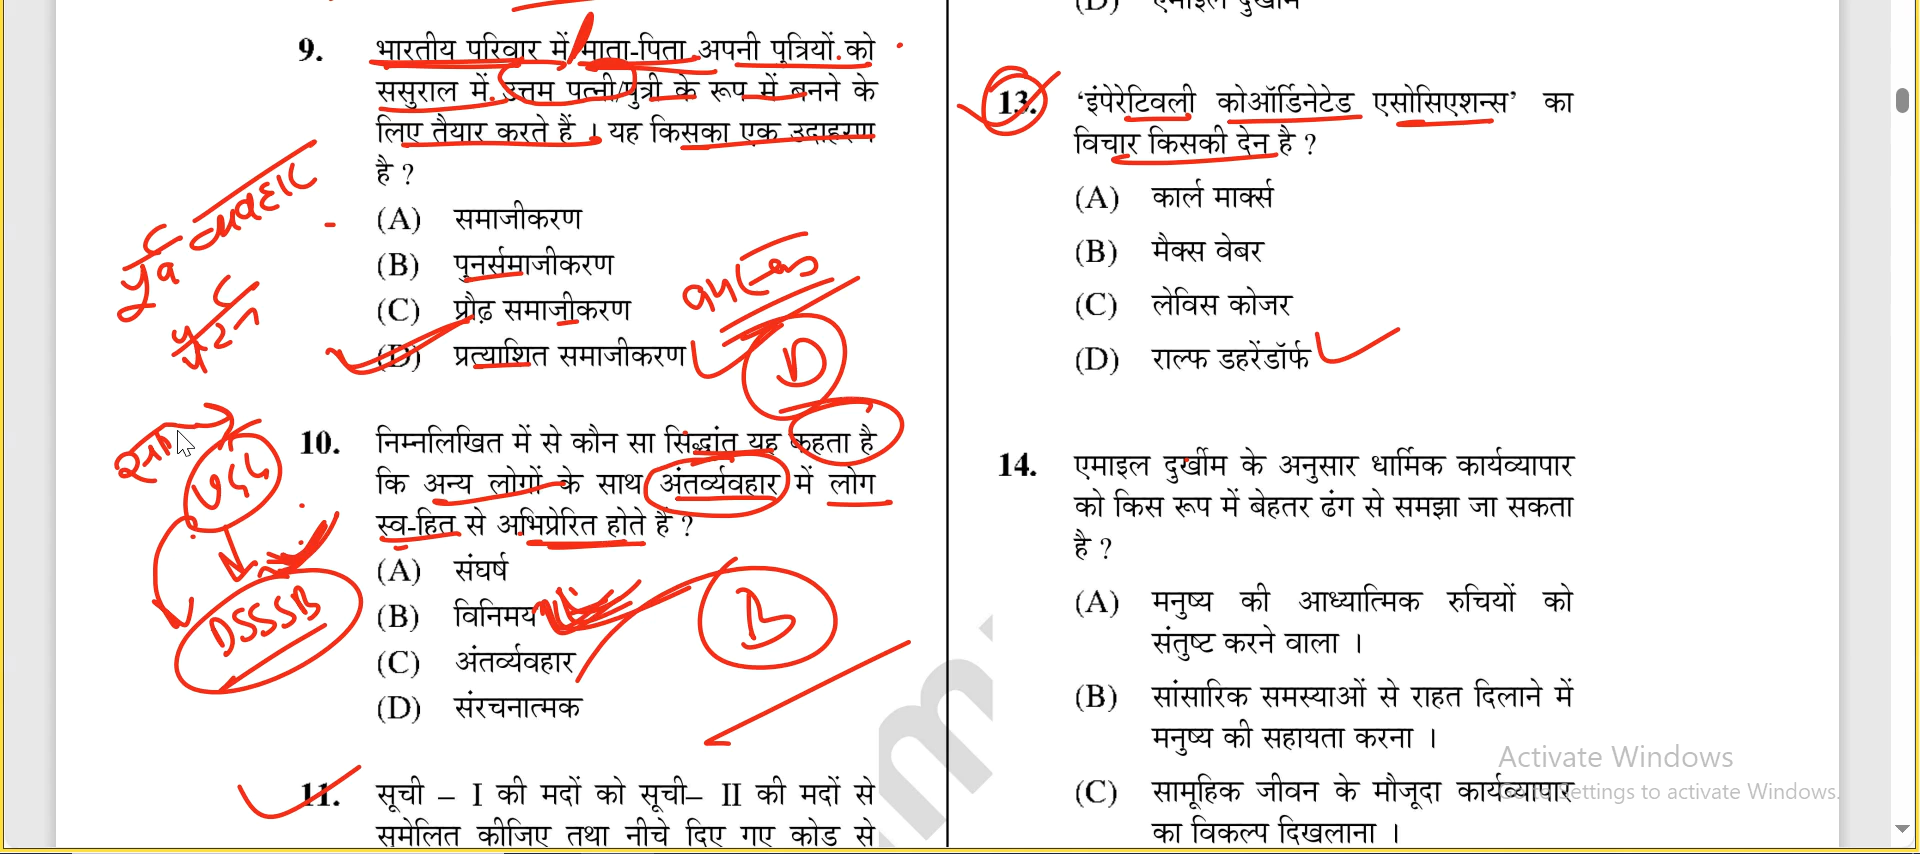 9. भारतीय परिवार में माता-पिता अपनी पुत्रियों को
ससुराल में उत्तम पत्नी/पुत्री के रूप में बनने के
लिए तैयार करते हैं । यह किसका एक उदाहरण
है ?
(A) समाजीकरण
(B) पुनर्समाजीकरण
(C) प्रौढ़ समाजीकरण
(D) प्रत्याशित समाजीकरण
D
पूर्व व्यवहार
10. निम्नलिखित में से कौन सा सिद्धांत यह कहता है
कि अन्य लोगों के साथ अंतर्व्यवहार में लोग
स्व-हित से अभिप्रेरित होते हैं ?
(A) संघर्ष
(B) विनिमय
(C) अंतर्व्यवहार
(D) संरचनात्मक
B
DSSSB
11. सूची – I की मदों को सूची– II की मदों से
सुमेलित कीजिए तथा नीचे दिए गए कोड से
(D) एमाइल दुर्खीम
13. ‘इंपेरेटिवली कोऑर्डिनेटेड एसोसिएशन्स’ का
विचार किसकी देन है ?
(A) कार्ल मार्क्स
(B) मैक्स वेबर
(C) लेविस कोजर
(D) राल्फ डहरेंडॉर्फ
14. एमाइल दुर्खीम के अनुसार धार्मिक कार्यव्यापार
को किस रूप में बेहतर ढंग से समझा जा सकता
है ?
(A) मनुष्य की आध्यात्मिक रुचियों को
संतुष्ट करने वाला ।
(B) सांसारिक समस्याओं से राहत दिलाने में
मनुष्य की सहायता करना ।
(C) सामूहिक जीवन के मौजूदा कार्यव्यापार
का विकल्प दिखलाना ।
Activate Windows
Go to Settings to activate Windows.